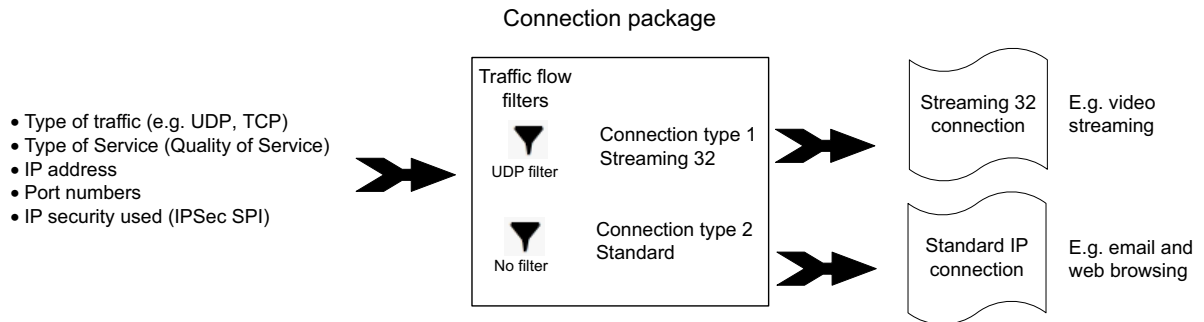 Connection package
• Type of traffic (e.g. UDP, TCP)
• Type of Service (Quality of Service)
• IP address
• Port numbers
• IP security used (IPSec SPI)
Traffic flow
filters
UDP filter
Connection type 1
Streaming 32
No filter
Connection type 2
Standard
Streaming 32
connection
E.g. video
streaming
Standard IP
connection
E.g. email and
web browsing